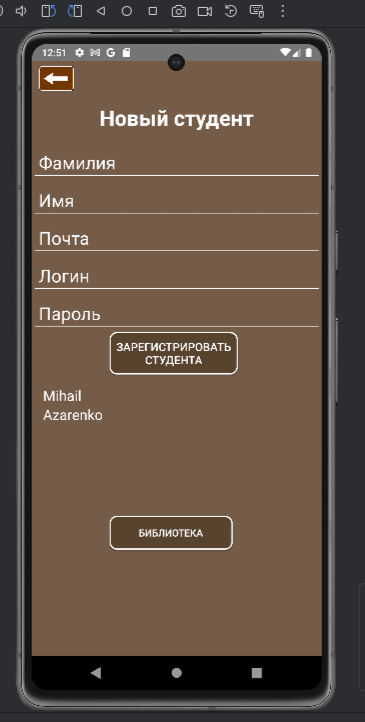 12:51 G
Новый студент
Фамилия
Имя
Почта
Логин
Пароль
ЗАРЕГИСТРИРОВАТЬ
СТУДЕНТА
Mihail
Azarenko
БИБЛИОТЕКА